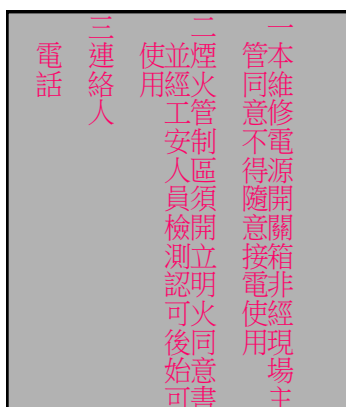 一本維修電源開關箱非經現場主
管同意不得隨意接電使用
二煙火管制區須開立明火同意書
並經工安人員檢測認可後始可
使用
三連絡人
電話